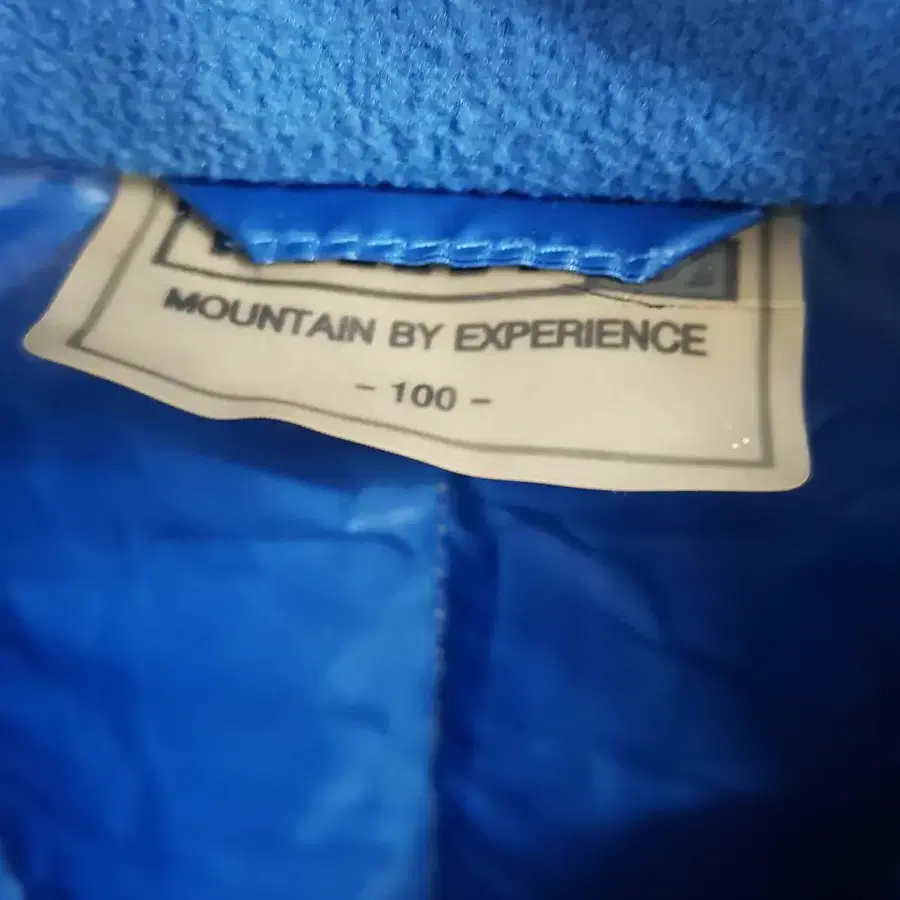 MOUNTAIN BY EXPERIENCE
- 100 -